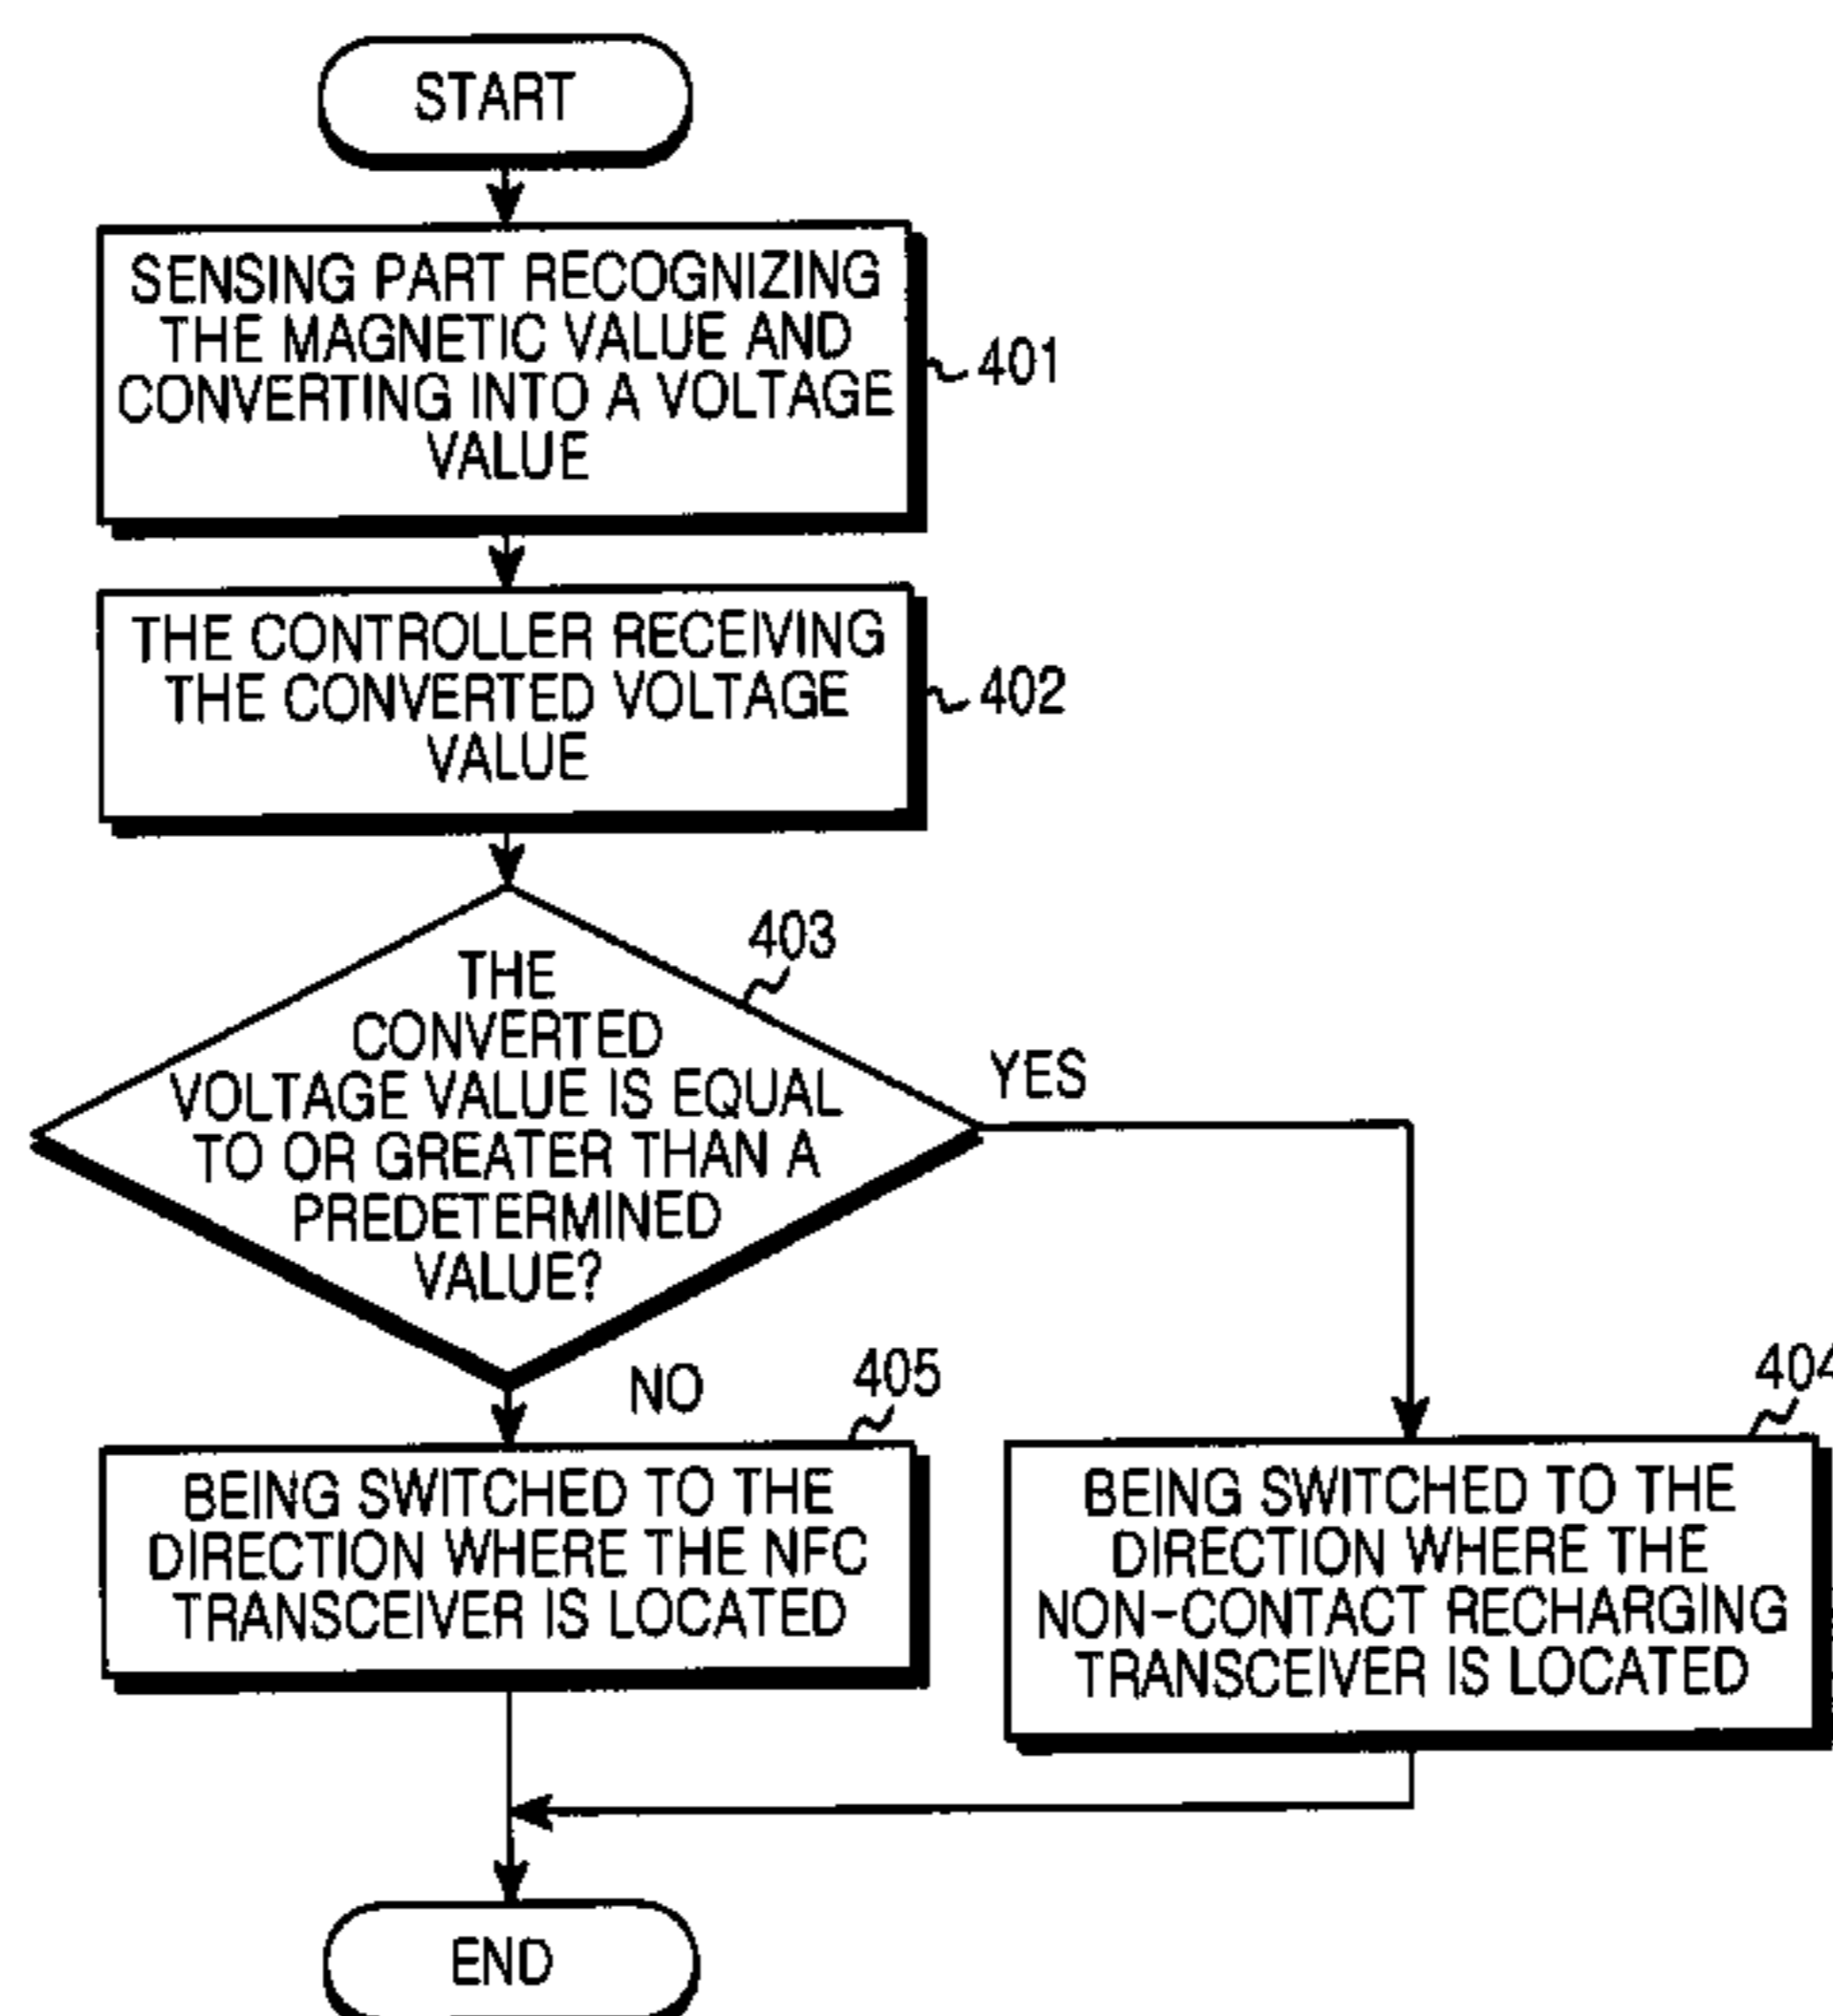 START
SENSING PART RECOGNIZING
THE MAGNETIC VALUE AND
CONVERTING INTO A VOLTAGE
VALUE
401
THE CONTROLLER RECEIVING
THE CONVERTED VOLTAGE
VALUE
402
403
THE
CONVERTED
VOLTAGE VALUE IS EQUAL
TO OR GREATER THAN A
PREDETERMINED
VALUE?
YES
NO
405
BEING SWITCHED TO THE
DIRECTION WHERE THE NFC
TRANSCEIVER IS LOCATED
404
BEING SWITCHED TO THE
DIRECTION WHERE THE
NON-CONTACT RECHARGING
TRANSCEIVER IS LOCATED
END